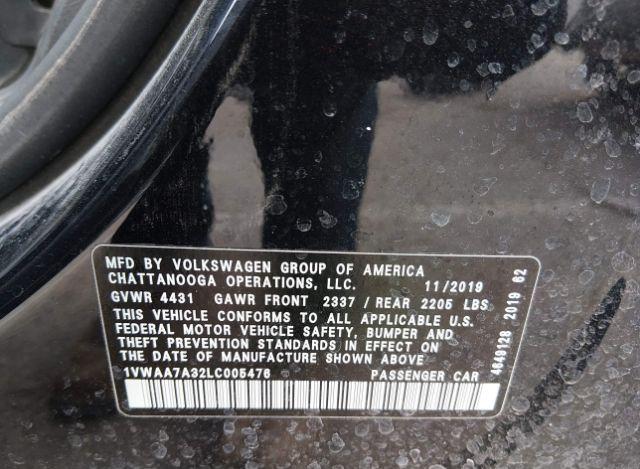 MFD BY VOLKSWAGEN GROUP OF AMERICA
CHATTANOOGA OPERATIONS, LLC. 11/2019
GVWR 4431 GAWR FRONT 2337 / REAR 2205 LBS
THIS VEHICLE CONFORMS TO ALL APPLICABLE U.S.
FEDERAL MOTOR VEHICLE SAFETY, BUMPER AND
THEFT PREVENTION STANDARDS IN EFFECT ON
THE DATE OF MANUFACTURE SHOWN ABOVE
1VWAA7A32LC005476 PASSENGER CAR
4649128 2019 62